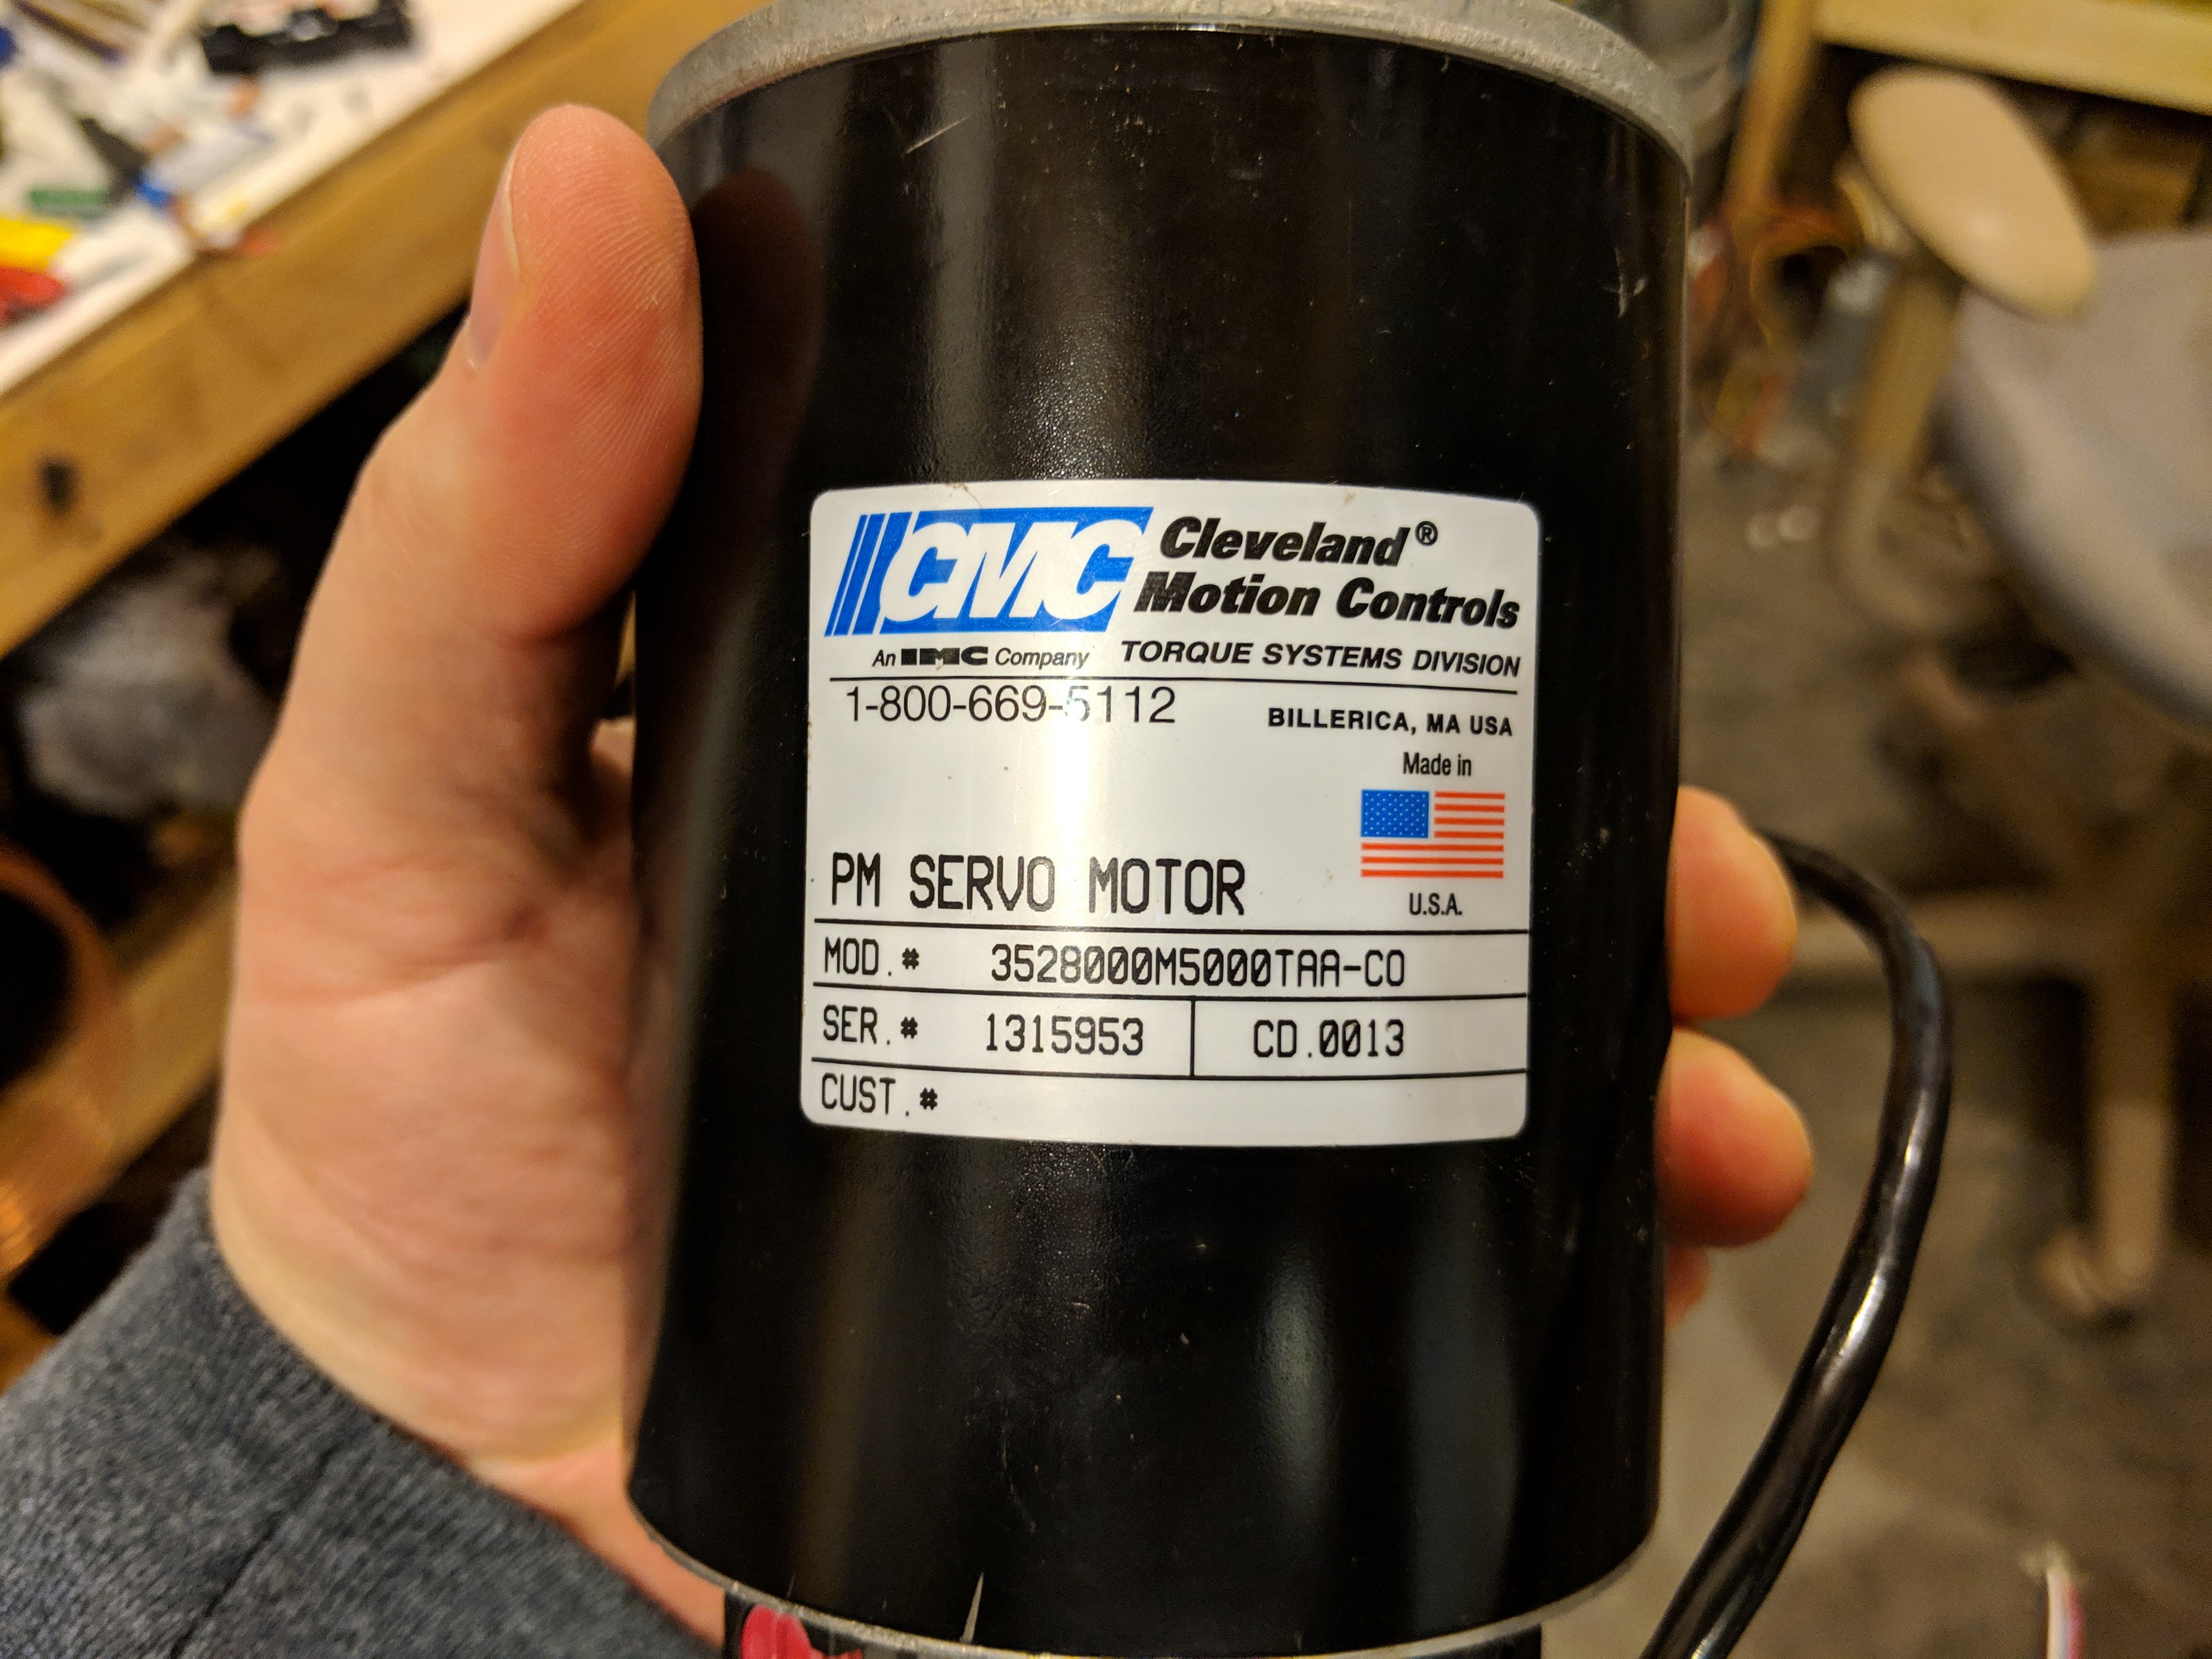 CMC Cleveland®
Motion Controls
An IMC Company TORQUE SYSTEMS DIVISION
1-800-669-5112 BILLERICA, MA USA
Made in
PM SERVO MOTOR
U.S.A.
MOD.# 3528000M5000TAA-CO
SER.# 1315953 CD.0013
CUST.#